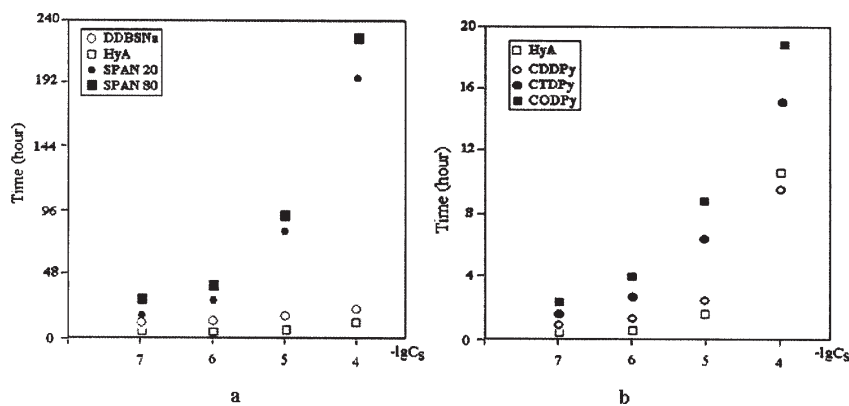 240
192
144
96
48
0
Time (hour)
DDBSNa
HyA
SPAN 20
SPAN 80
7 6 5 4 -lgCs
a
20
16
12
8
4
0
Time (hour)
HyA
CDDPy
CTDPy
CODPy
7 6 5 4 -lgCs
b